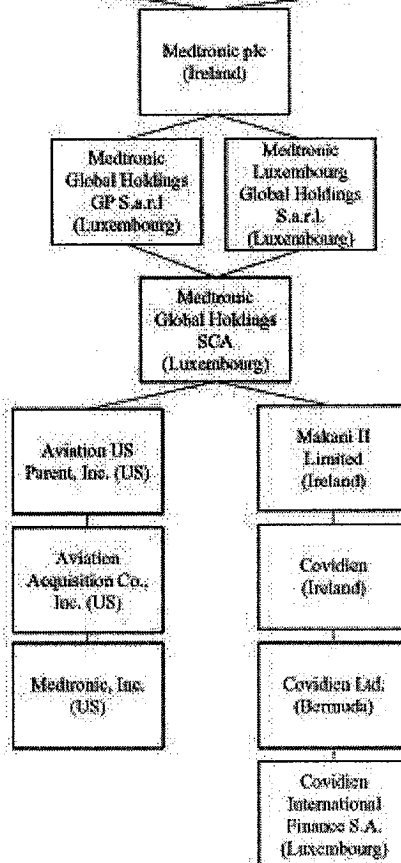 Medtronic plc
(Ireland)
Medtronic
Global Holdings
GP S.a.r.l
(Luxembourg)
Medtronic
Luxembourg
Global Holdings
S.a.r.l.
(Luxembourg)
Medtronic
Global Holdings
SCA
(Luxembourg)
Aviation US
Parent, Inc. (US)
Makani II
Limited
(Ireland)
Aviation
Acquisition Co.,
Inc. (US)
Covidien
(Ireland)
Medtronic, Inc.
(US)
Covidien Ltd.
(Bermuda)
Covidien
International
Finance S.A.
(Luxembourg)